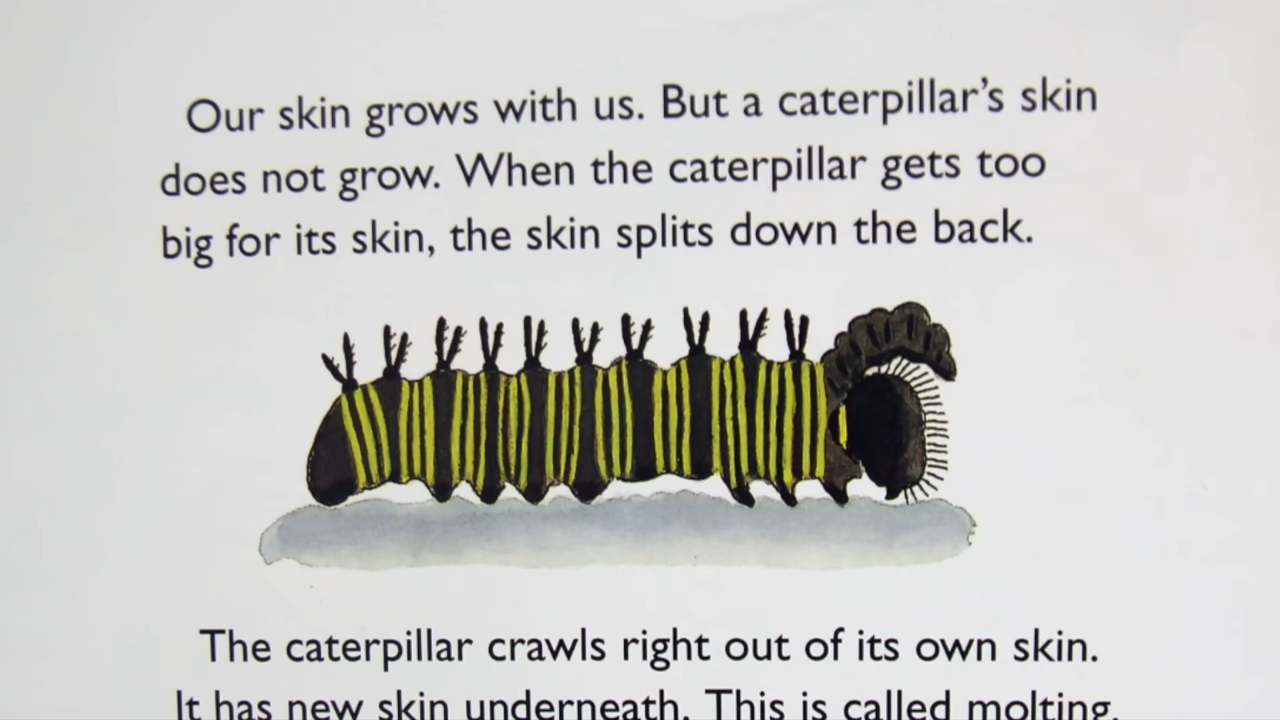 Our skin grows with us. But a caterpillar's skin
does not grow. When the caterpillar gets too
big for its skin, the skin splits down the back.
The caterpillar crawls right out of its own skin.
It has new skin underneath. This is called molting.